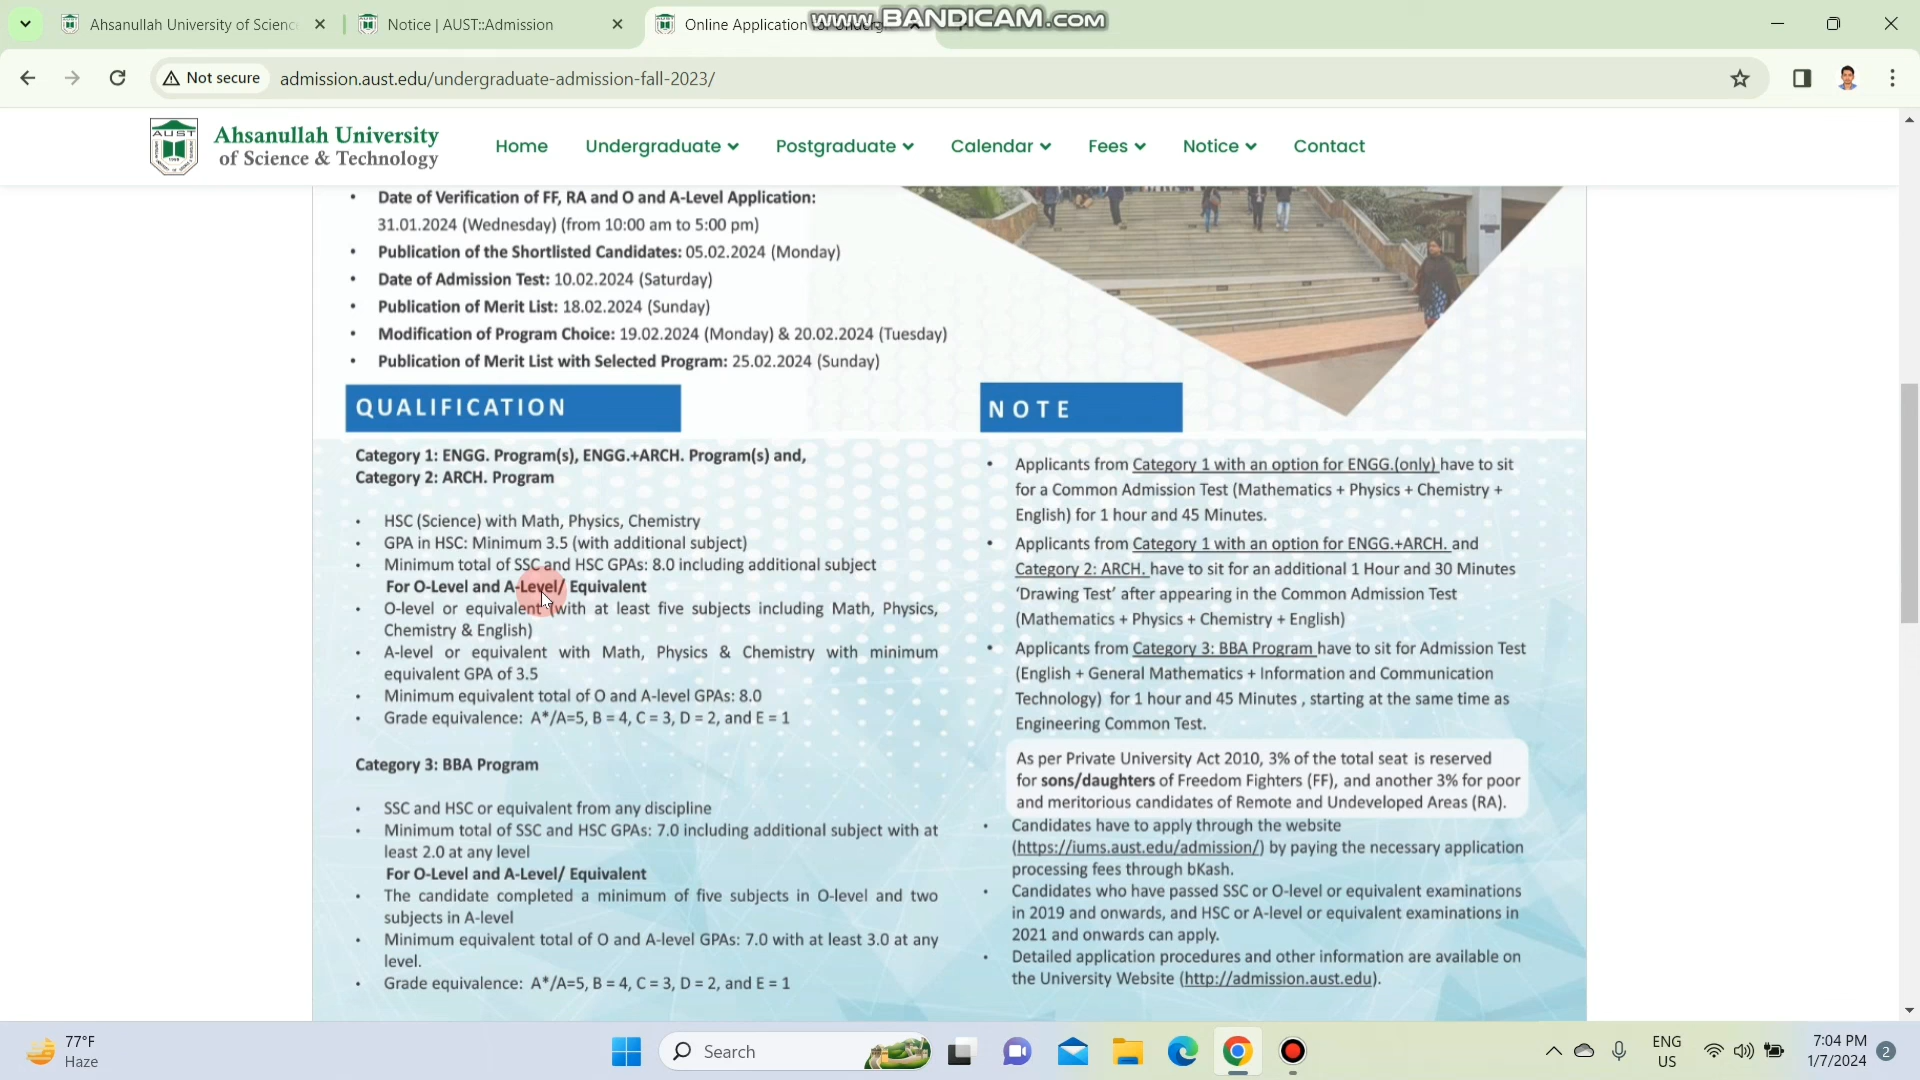 Ahsanullah University of Scienc
Notice | AUST::Admission
Online Application for Underg
www.BANDICAM.com
Not secure
admission.aust.edu/undergraduate-admission-fall-2023/
AUST
Ahsanullah University
of Science & Technology
Home
Undergraduate
Postgraduate
Calendar
Fees
Notice
Contact
• Date of Verification of FF, RA and O and A-Level Application:
31.01.2024 (Wednesday) (from 10:00 am to 5:00 pm)
• Publication of the Shortlisted Candidates: 05.02.2024 (Monday)
• Date of Admission Test: 10.02.2024 (Saturday)
• Publication of Merit List: 18.02.2024 (Sunday)
• Modification of Program Choice: 19.02.2024 (Monday) & 20.02.2024 (Tuesday)
• Publication of Merit List with Selected Program: 25.02.2024 (Sunday)
QUALIFICATION
Category 1: ENGG. Program(s), ENGG.+ARCH. Program(s) and,
Category 2: ARCH. Program
• HSC (Science) with Math, Physics, Chemistry
• GPA in HSC: Minimum 3.5 (with additional subject)
• Minimum total of SSC and HSC GPAs: 8.0 including additional subject
For O-Level and A-Level/ Equivalent
• O-level or equivalent (with at least five subjects including Math, Physics,
Chemistry & English)
• A-level or equivalent with Math, Physics & Chemistry with minimum
equivalent GPA of 3.5
• Minimum equivalent total of O and A-level GPAs: 8.0
• Grade equivalence: A*/A=5, B = 4, C = 3, D = 2, and E = 1
Category 3: BBA Program
• SSC and HSC or equivalent from any discipline
• Minimum total of SSC and HSC GPAs: 7.0 including additional subject with at
least 2.0 at any level
For O-Level and A-Level/ Equivalent
• The candidate completed a minimum of five subjects in O-level and two
subjects in A-level
• Minimum equivalent total of O and A-level GPAs: 7.0 with at least 3.0 at any
level.
• Grade equivalence: A*/A=5, B = 4, C = 3, D = 2, and E = 1
NOTE
• Applicants from Category 1 with an option for ENGG.(only) have to sit
for a Common Admission Test (Mathematics + Physics + Chemistry +
English) for 1 hour and 45 Minutes.
• Applicants from Category 1 with an option for ENGG.+ARCH. and
Category 2: ARCH. have to sit for an additional 1 Hour and 30 Minutes
‘Drawing Test’ after appearing in the Common Admission Test
(Mathematics + Physics + Chemistry + English)
• Applicants from Category 3: BBA Program have to sit for Admission Test
(English + General Mathematics + Information and Communication
Technology) for 1 hour and 45 Minutes , starting at the same time as
Engineering Common Test.
As per Private University Act 2010, 3% of the total seat is reserved
for sons/daughters of Freedom Fighters (FF), and another 3% for poor
and meritorious candidates of Remote and Undeveloped Areas (RA).
• Candidates have to apply through the website
(https://iums.aust.edu/admission/) by paying the necessary application
processing fees through bKash.
• Candidates who have passed SSC or O-level or equivalent examinations
in 2019 and onwards, and HSC or A-level or equivalent examinations in
2021 and onwards can apply.
• Detailed application procedures and other information are available on
the University Website (http://admission.aust.edu).
77°F
Haze
Search
ENG
US
7:04 PM
1/7/2024
2